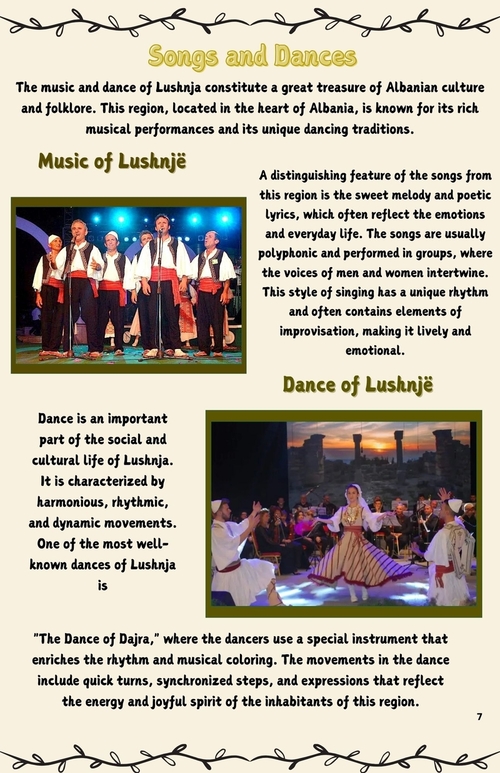 Songs and Dances
The music and dance of Lushnja constitute a great treasure of Albanian culture
and folklore. This region, located in the heart of Albania, is known for its rich
musical performances and its unique dancing traditions.
Music of Lushnjë
A distinguishing feature of the songs from
this region is the sweet melody and poetic
lyrics, which often reflect the emotions
and everyday life. The songs are usually
polyphonic and performed in groups, where
the voices of men and women intertwine.
This style of singing has a unique rhythm
and often contains elements of
improvisation, making it lively and
emotional.
Dance of Lushnjë
Dance is an important
part of the social and
cultural life of Lushnja.
It is characterized by
harmonious, rhythmic,
and dynamic movements.
One of the most well-
known dances of Lushnja
is
"The Dance of Dajra," where the dancers use a special instrument that
enriches the rhythm and musical coloring. The movements in the dance
include quick turns, synchronized steps, and expressions that reflect
the energy and joyful spirit of the inhabitants of this region.
7